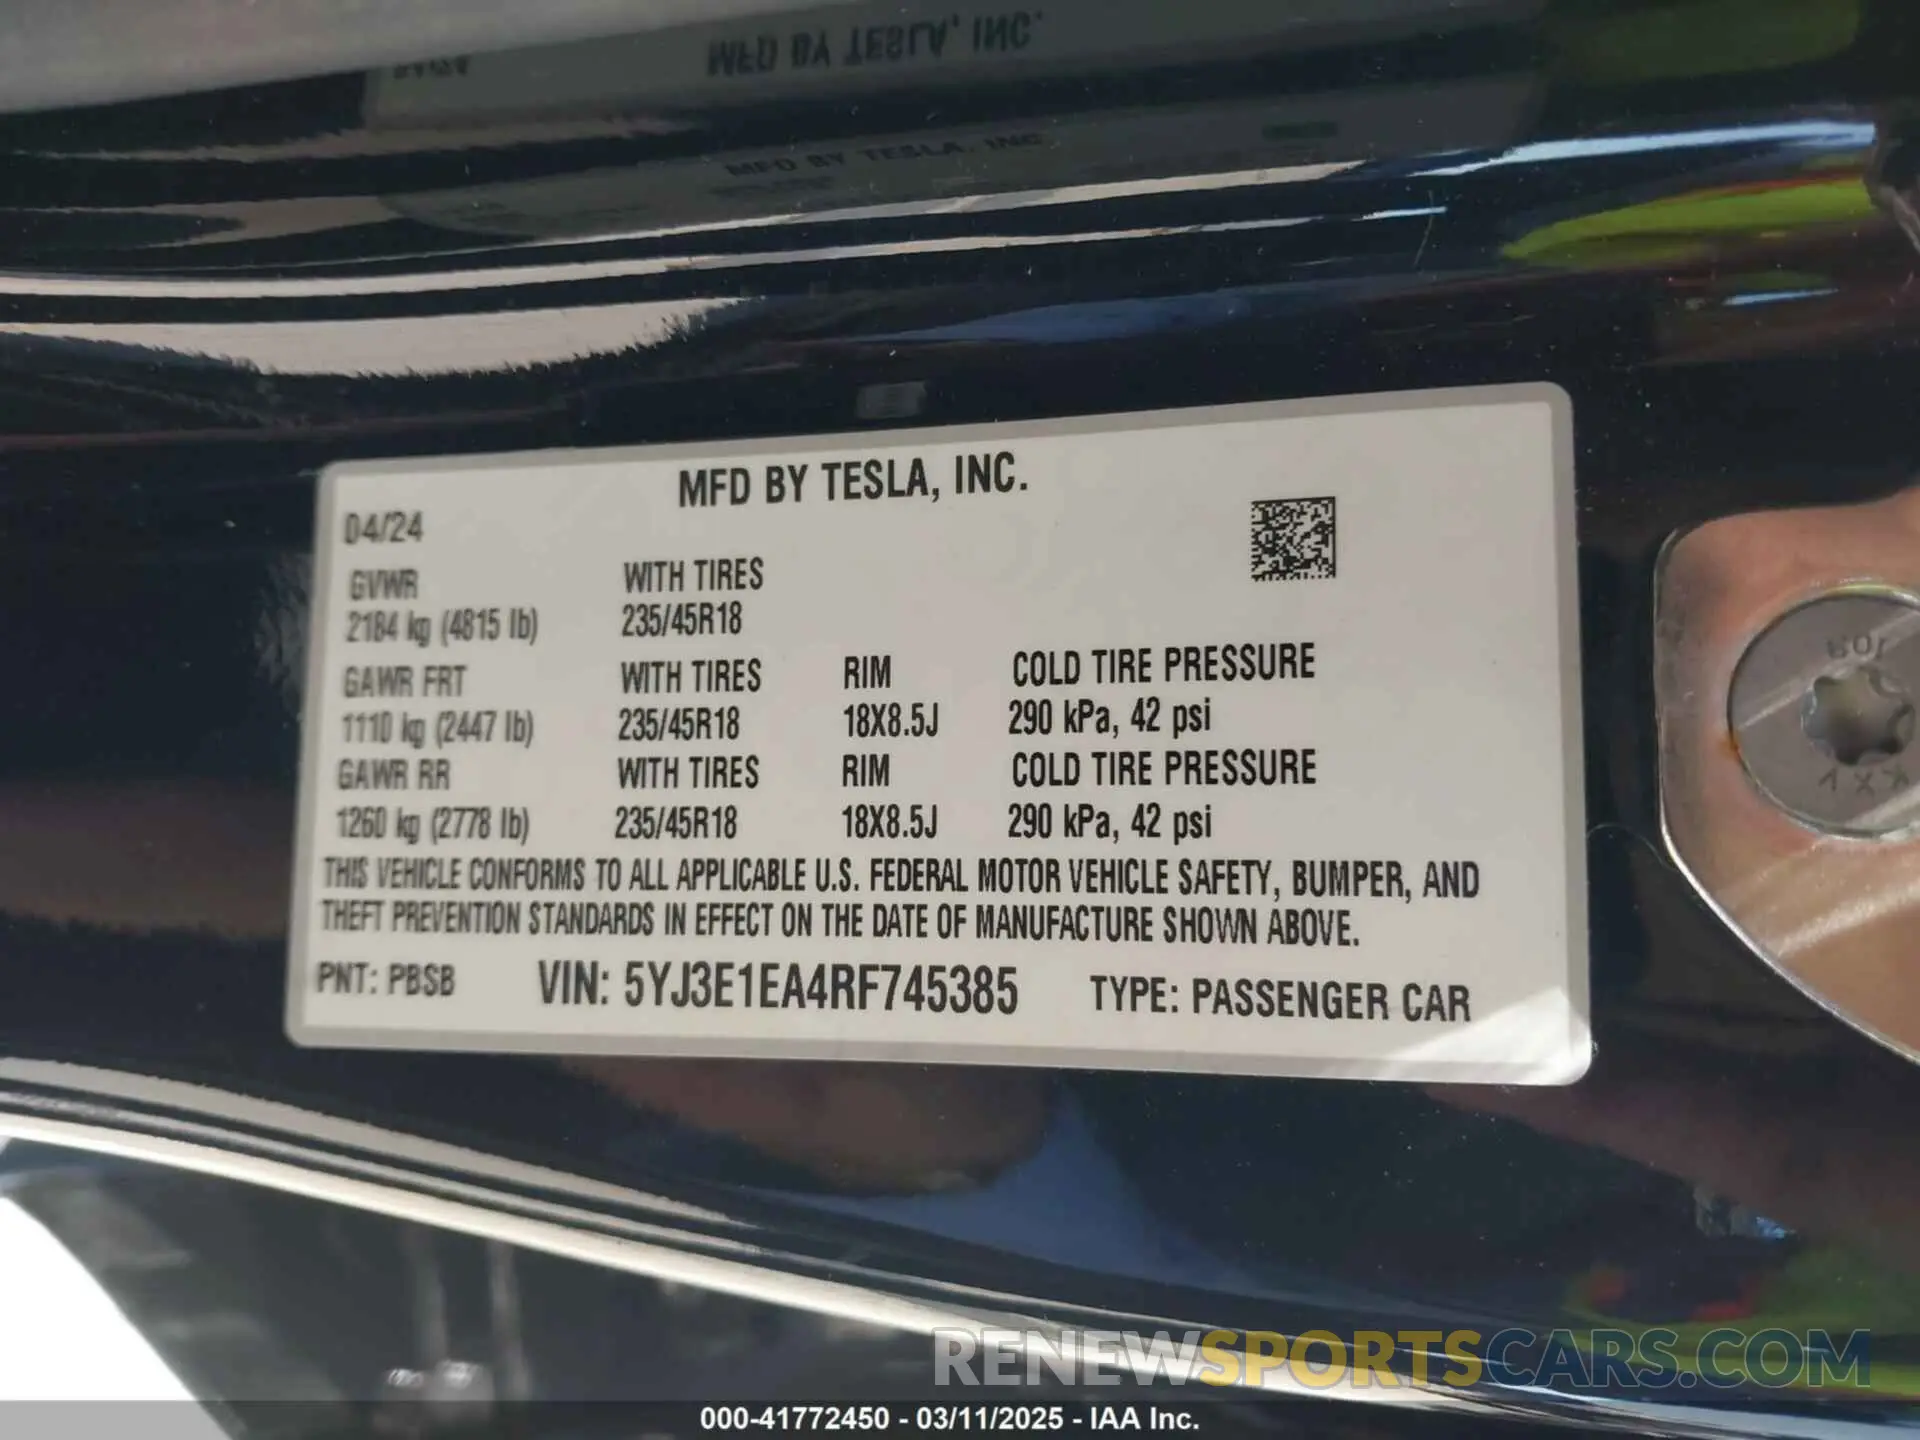 MFD BY TESLA, INC.
MFD BY TESLA, INC.
MFD BY TESLA, INC.
04/24
GVWR WITH TIRES
2184 kg (4815 lb) 235/45R18
GAWR FRT WITH TIRES RIM COLD TIRE PRESSURE
1110 kg (2447 lb) 235/45R18 18X8.5J 290 kPa, 42 psi
GAWR RR WITH TIRES RIM COLD TIRE PRESSURE
1260 kg (2778 lb) 235/45R18 18X8.5J 290 kPa, 42 psi
THIS VEHICLE CONFORMS TO ALL APPLICABLE U.S. FEDERAL MOTOR VEHICLE SAFETY, BUMPER, AND
THEFT PREVENTION STANDARDS IN EFFECT ON THE DATE OF MANUFACTURE SHOWN ABOVE.
PNT: PBSB VIN: 5YJ3E1EA4RF745385 TYPE: PASSENGER CAR
RENEWSPORTSCARS.COM
000-41772450 - 03/11/2025 - IAA Inc.